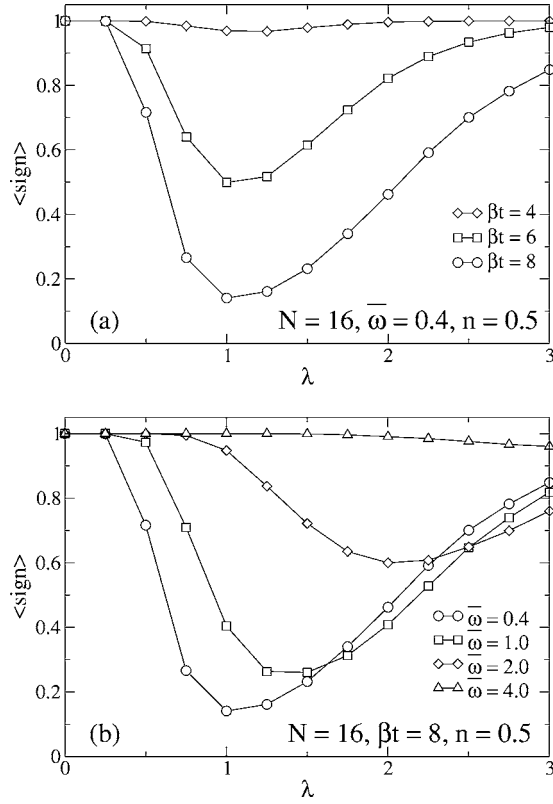 1
0.8
0.6
0.4
0.2
0
<sign>
◇ βt = 4
□ βt = 6
○ βt = 8
(a)
N = 16, ω̅ = 0.4, n = 0.5
0 1 2 3
λ
1
0.8
0.6
0.4
0.2
0
<sign>
○ ω̅ = 0.4
□ ω̅ = 1.0
◇ ω̅ = 2.0
△ ω̅ = 4.0
(b)
N = 16, βt = 8, n = 0.5
0 1 2 3
λ